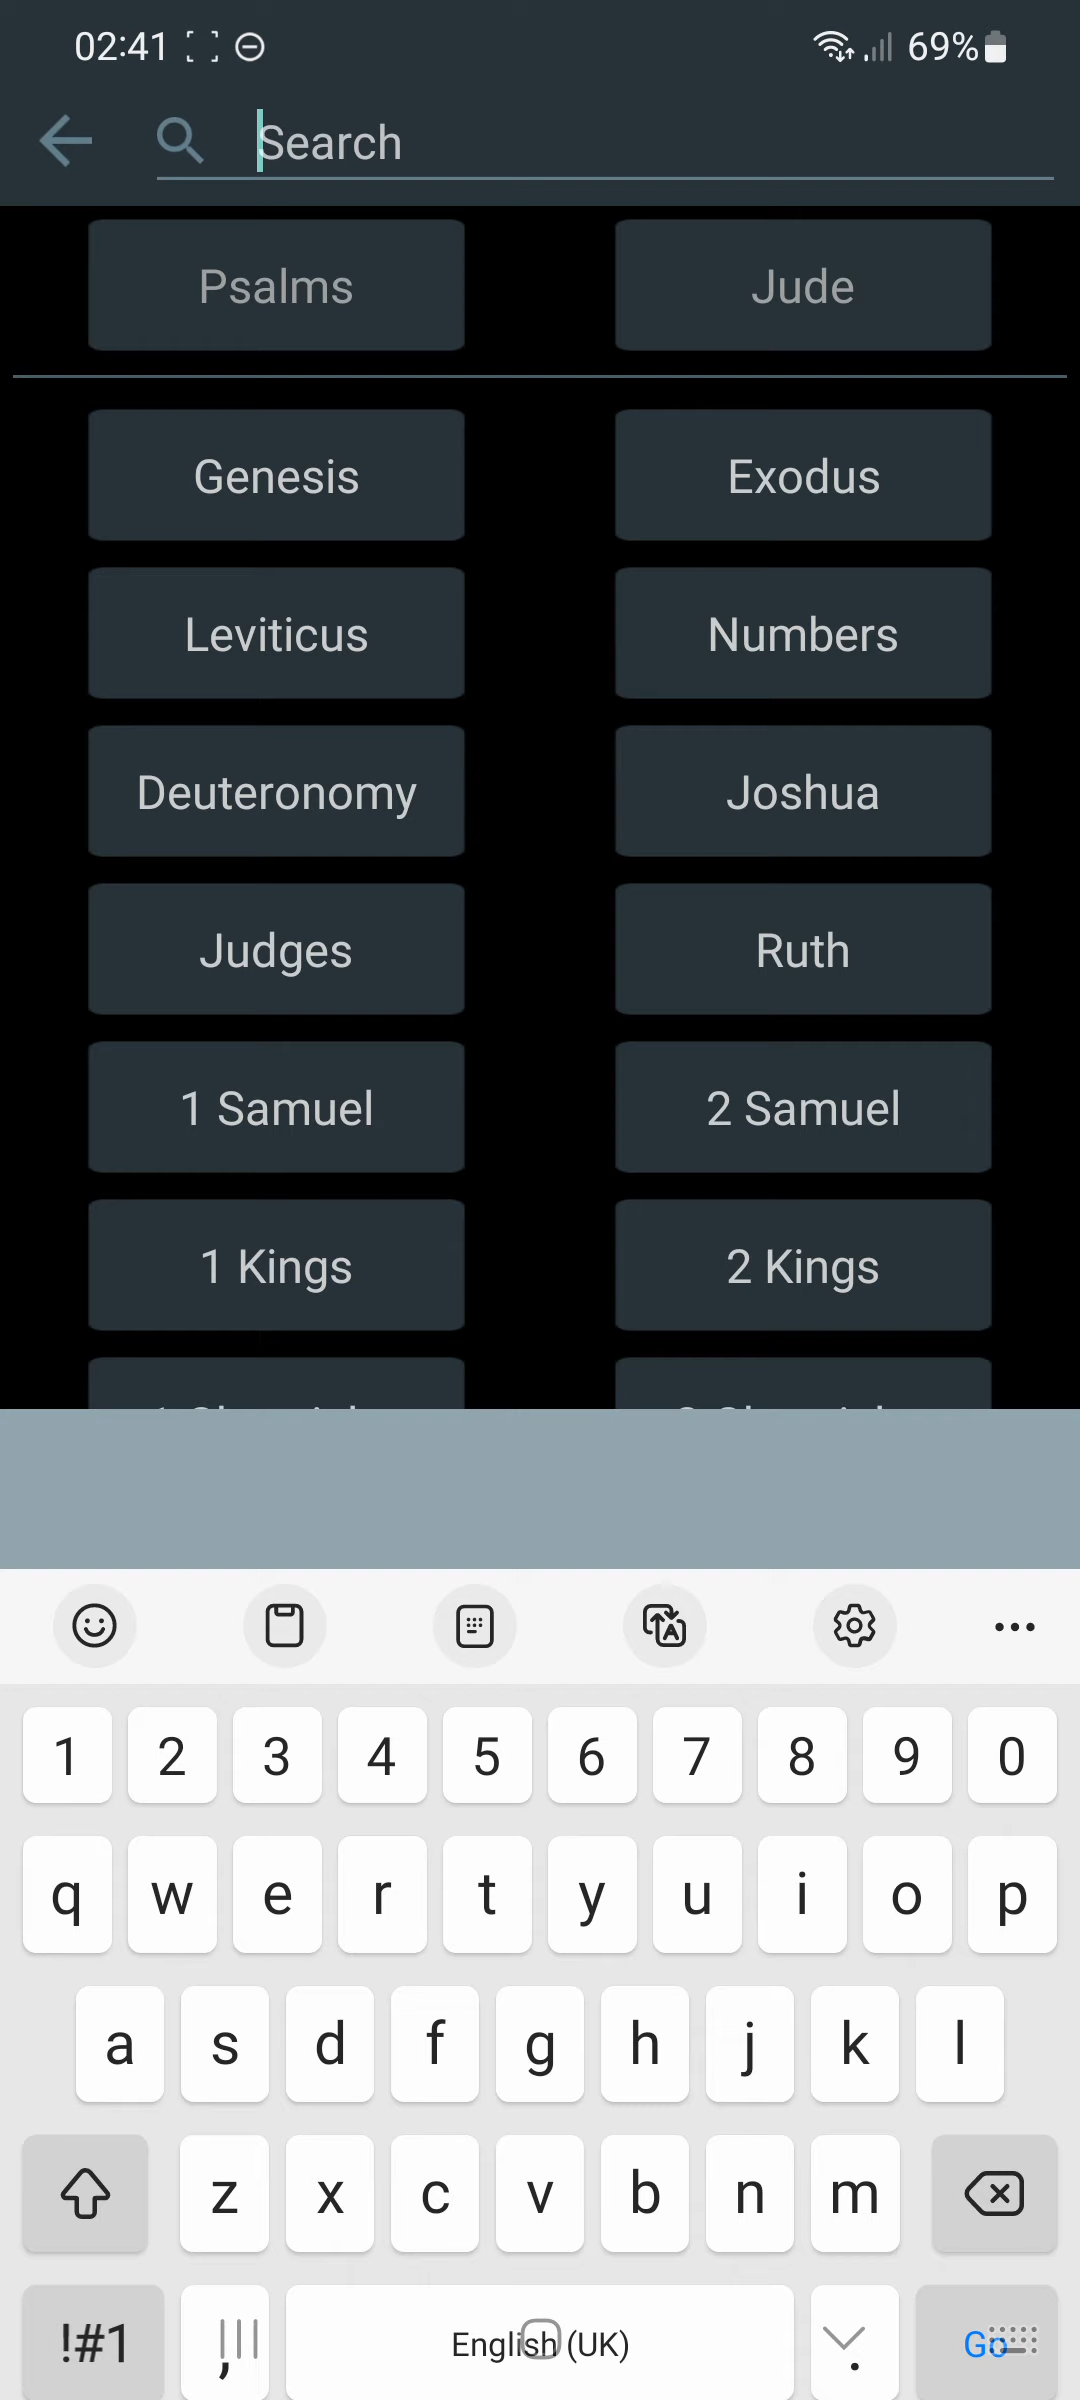 02:41 69%
Search
Psalms Jude
Genesis Exodus
Leviticus Numbers
Deuteronomy Joshua
Judges Ruth
1 Samuel 2 Samuel
1 Kings 2 Kings
1 2 3 4 5 6 7 8 9 0
q w e r t y u i o p
a s d f g h j k l
z x c v b n m
!#1 , English (UK) . Go